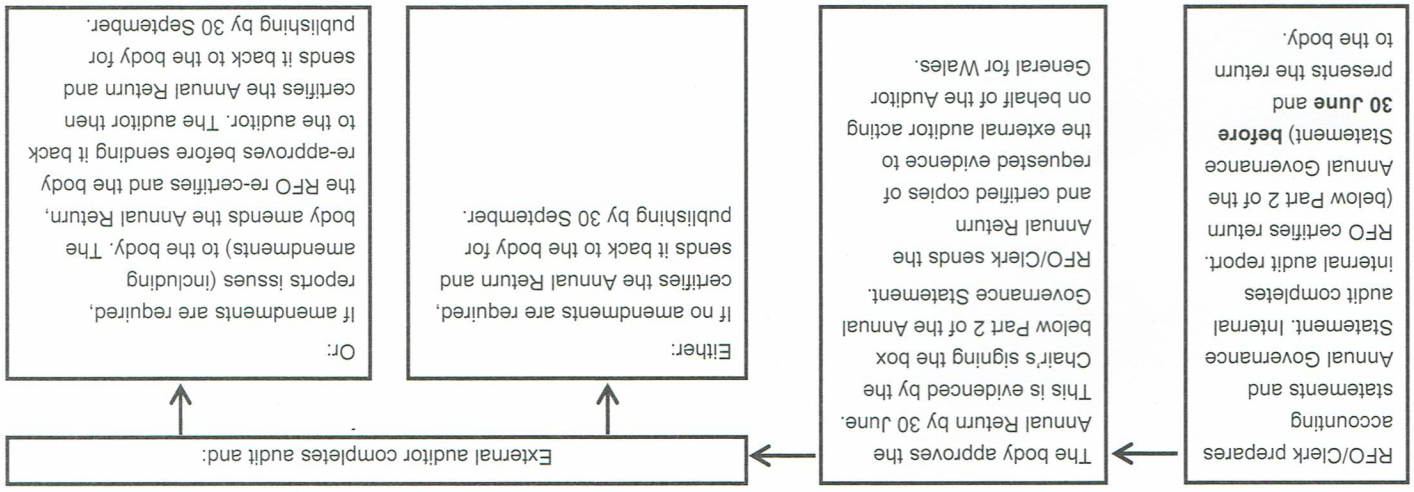 RFO/Clerk prepares
accounting
statements and
Annual Governance
Statement. Internal
audit completes
internal audit report.
RFO certifies return
(below Part 2 of the
Annual Governance
Statement) before
30 June and
presents the return
to the body.
The body approves the
Annual Return by 30 June.
This is evidenced by the
Chair's signing the box
below Part 2 of the Annual
Governance Statement.
RFO/Clerk sends the
Annual Return
and certified copies of
requested evidence to
the external auditor acting
on behalf of the Auditor
General for Wales.
External auditor completes audit and:
Either:
If no amendments are required,
certifies the Annual Return and
sends it back to the body for
publishing by 30 September.
Or:
If amendments are required,
reports issues (including
amendments) to the body. The
body amends the Annual Return,
the RFO re-certifies and the body
re-approves before sending it back
to the auditor. The auditor then
certifies the Annual Return and
sends it back to the body for
publishing by 30 September.